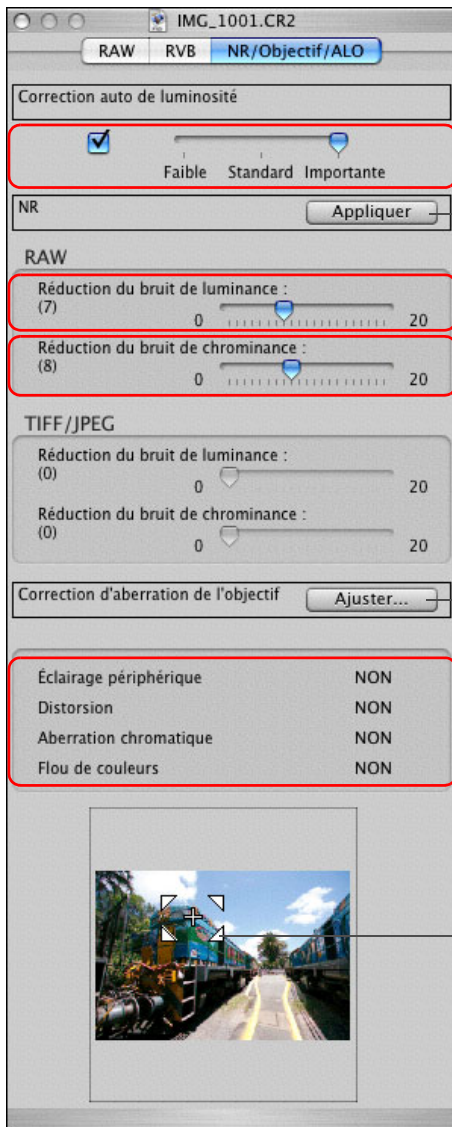 IMG_1001.CR2
RAW RVB NR/Objectif/ALO
Correction auto de luminosité
Faible Standard Importante
NR Appliquer
RAW
Réduction du bruit de luminance :
(7)
0 20
Réduction du bruit de chrominance :
(8)
0 20
TIFF/JPEG
Réduction du bruit de luminance :
(0)
0 20
Réduction du bruit de chrominance :
(0)
0 20
Correction d'aberration de l'objectif Ajuster...
Éclairage périphérique NON
Distorsion NON
Aberration chromatique NON
Flou de couleurs NON